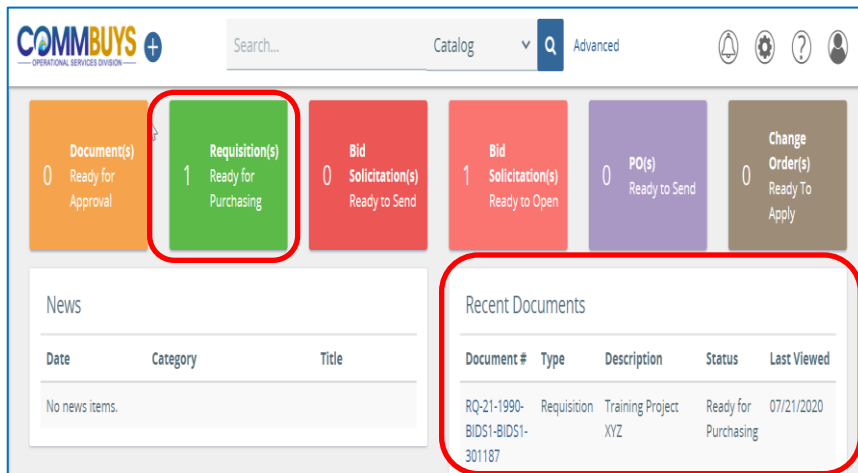 COMMBUYS
OPERATIONAL SERVICES DIVISION
Search...
Catalog
Advanced
0
Document(s)
Ready for
Approval
1
Requisition(s)
Ready for
Purchasing
0
Bid
Solicitation(s)
Ready to Send
1
Bid
Solicitation(s)
Ready to Open
0
PO(s)
Ready to Send
0
Change
Order(s)
Ready To
Apply
News
Date Category Title
No news items.
Recent Documents
Document # Type Description Status Last Viewed
RQ-21-1990- Requisition Training Project Ready for 07/21/2020
BIDS1-BIDS1- XYZ Purchasing
301187